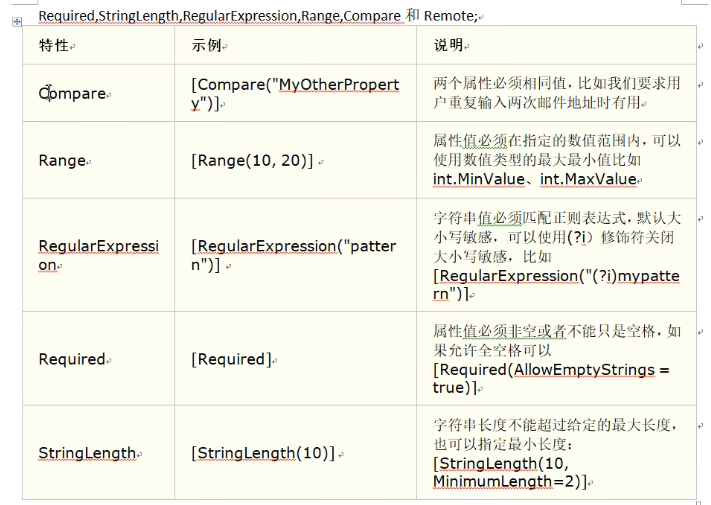 Required,StringLength,RegularExpression,Range,Compare 和 Remote;
特性 示例 说明
Compare
[Compare("MyOtherPropert
y")]
两个属性必须相同值，比如我们要求用
户重复输入两次邮件地址时有用
Range
[Range(10, 20)]
属性值必须在指定的数值范围内，可以
使用数值类型的最大最小值比如
int.MinValue、int.MaxValue
RegularExpressi
on
[RegularExpression("patter
n")]
字符串值必须匹配正则表达式，默认大
小写敏感，可以使用(?i）修饰符关闭
大小写敏感，比如
[RegularExpression("(?i)mypatte
rn")]
Required
[Required]
属性值必须非空或者不能只是空格，如
果允许全空格可以
[Required(AllowEmptyStrings =
true)]
StringLength
[StringLength(10)]
字符串长度不能超过给定的最大长度，
也可以指定最小长度：
[StringLength(10,
MinimumLength=2)]